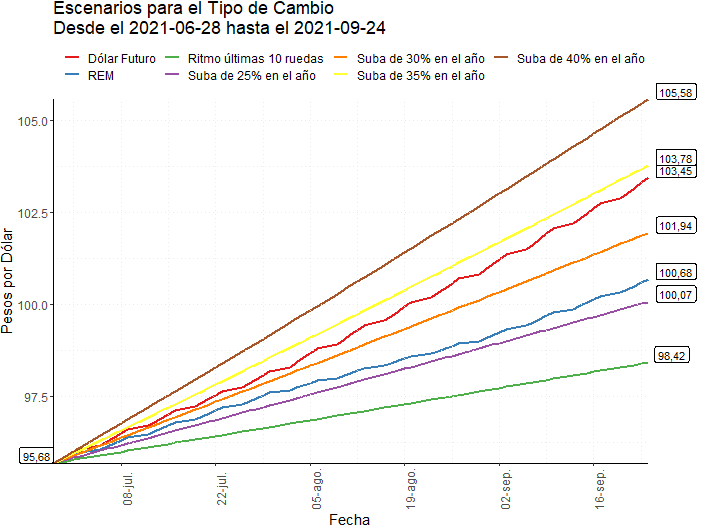 Escenarios para el Tipo de Cambio
Desde el 2021-06-28 hasta el 2021-09-24
Dólar Futuro
Ritmo últimas 10 ruedas
Suba de 30% en el año
Suba de 40% en el año
REM
Suba de 25% en el año
Suba de 35% en el año
105,58
105.0
103,78
103,45
102.5
101,94
100,68
100.0
100,07
98,42
97.5
95,68
Pesos por Dólar
08-jul.
22-jul.
05-ago.
19-ago.
02-sep.
16-sep.
Fecha